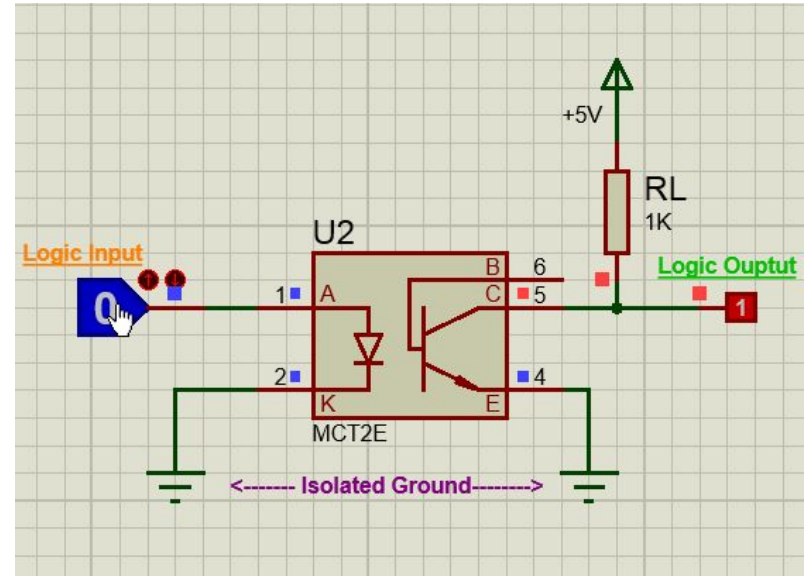 +5V
RL
1K
U2
Logic Input
Logic Ouptut
B 6
0
1 A
C 5
1
2
K
E
4
MCT2E
<------- Isolated Ground-------->